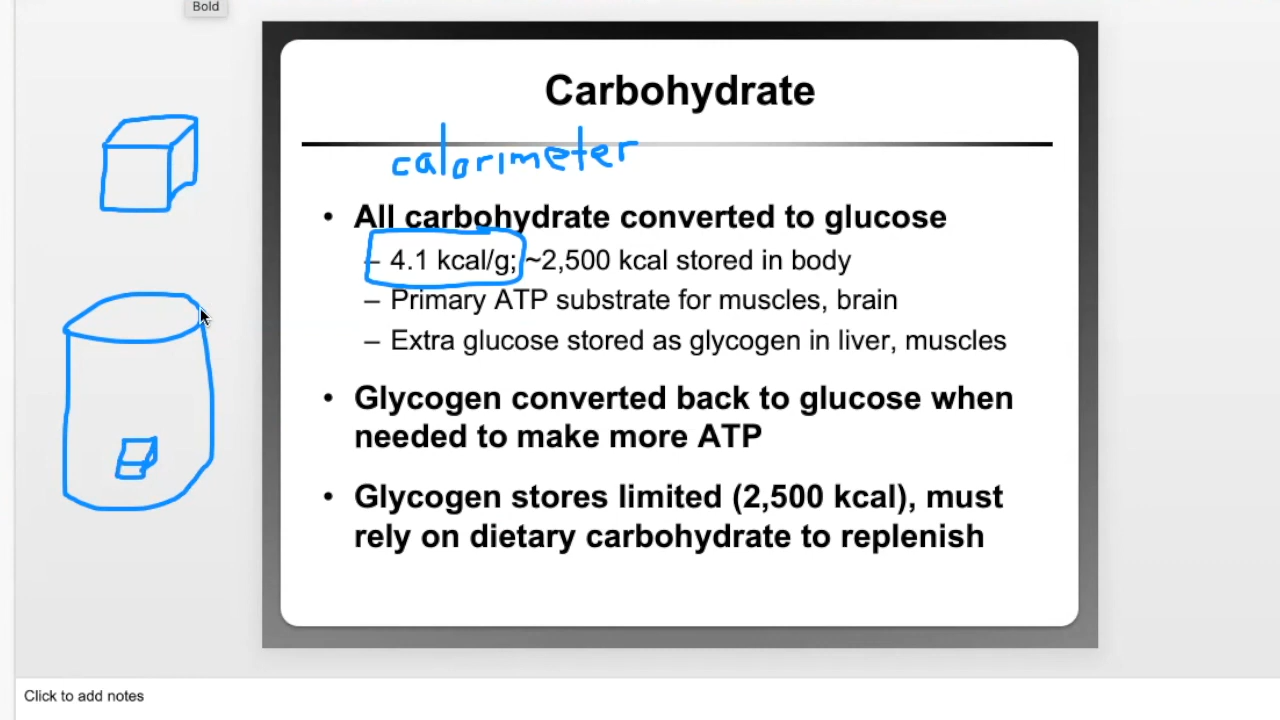 Bold
Carbohydrate
calorimeter
• All carbohydrate converted to glucose
– 4.1 kcal/g; ~2,500 kcal stored in body
– Primary ATP substrate for muscles, brain
– Extra glucose stored as glycogen in liver, muscles
• Glycogen converted back to glucose when
needed to make more ATP
• Glycogen stores limited (2,500 kcal), must
rely on dietary carbohydrate to replenish
Click to add notes